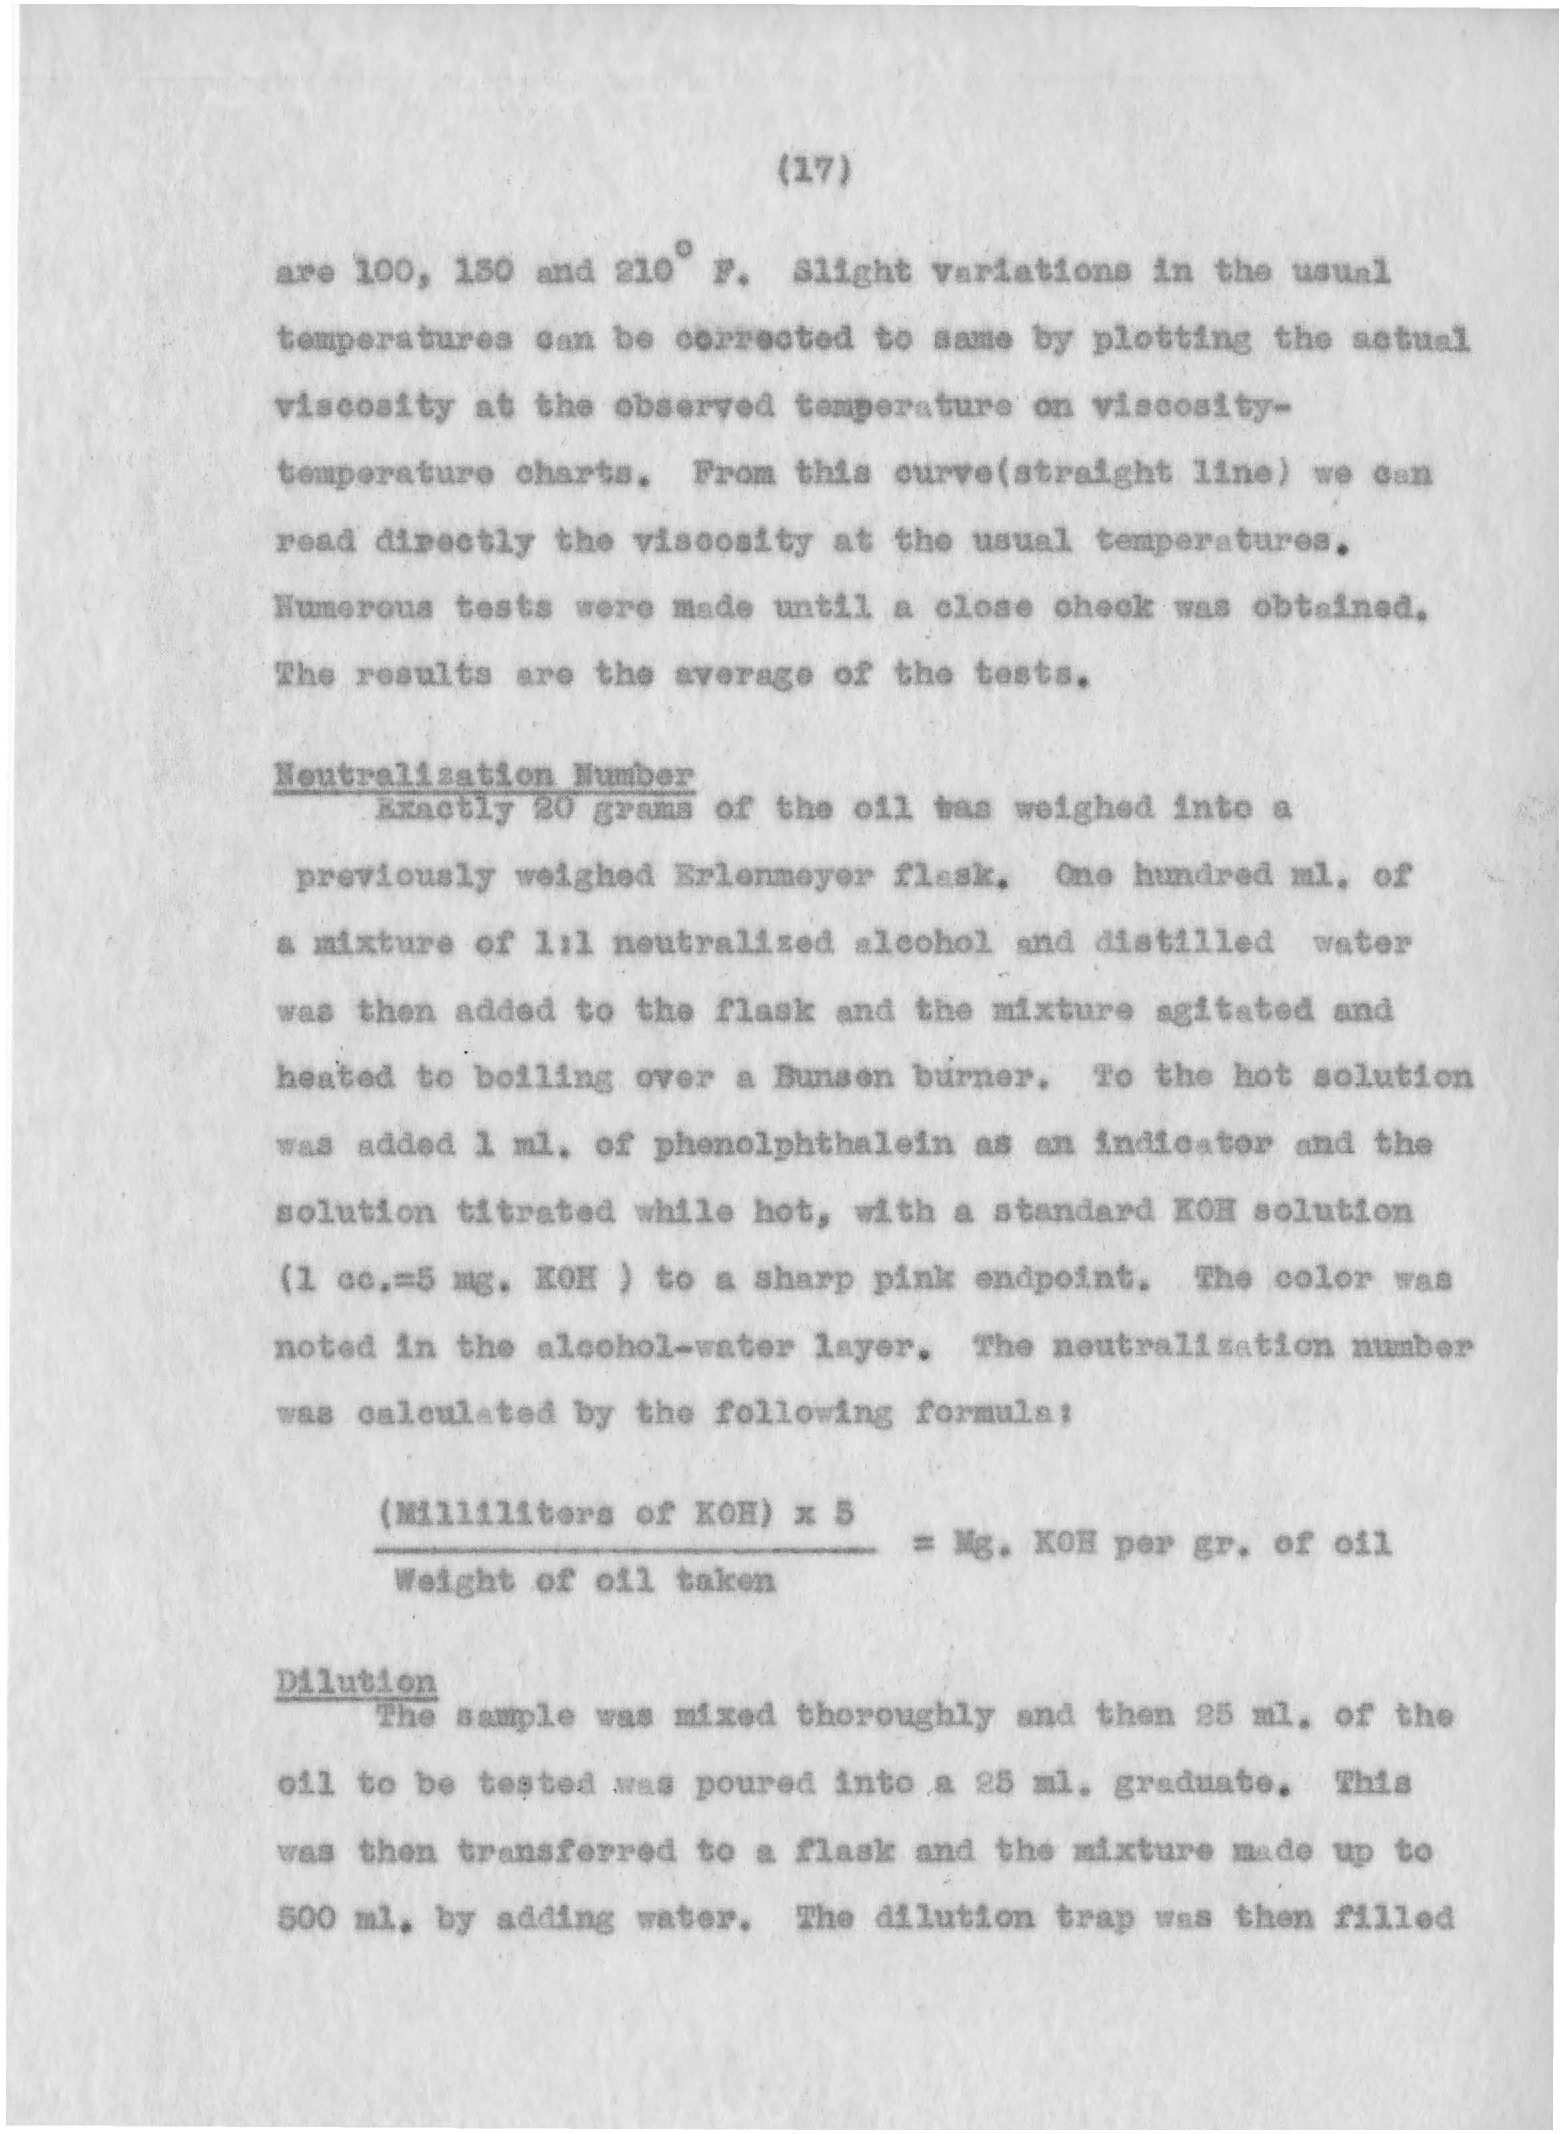 (17)
are 100, 130 and 210° F.  Slight variations in the usual
temperatures can be corrected to same by plotting the actual
viscosity at the observed temperature on viscosity-
temperature charts.  From this curve(straight line) we can
read directly the viscosity at the usual temperatures.
Numerous tests were made until a close check was obtained.
The results are the average of the tests.
Neutralization Number
Exactly 20 grams of the oil was weighed into a
previously weighed Erlenmeyer flask.  One hundred ml. of
a mixture of 1:1 neutralized alcohol and distilled  water
was then added to the flask and the mixture agitated and
heated to boiling over a Bunsen burner.  To the hot solution
was added 1 ml. of phenolphthalein as an indicator and the
solution titrated while hot, with a standard KOH solution
(1 cc.=5 mg. KOH ) to a sharp pink endpoint.  The color was
noted in the alcohol-water layer.  The neutralization number
was calculated by the following formula:
(Milliliters of KOH) x 5
= Mg. KOH per gr. of oil
Weight of oil taken
Dilution
The sample was mixed thoroughly and then 25 ml. of the
oil to be tested was poured into a 25 ml. graduate.  This
was then transferred to a flask and the mixture made up to
500 ml. by adding water.  The dilution trap was then filled